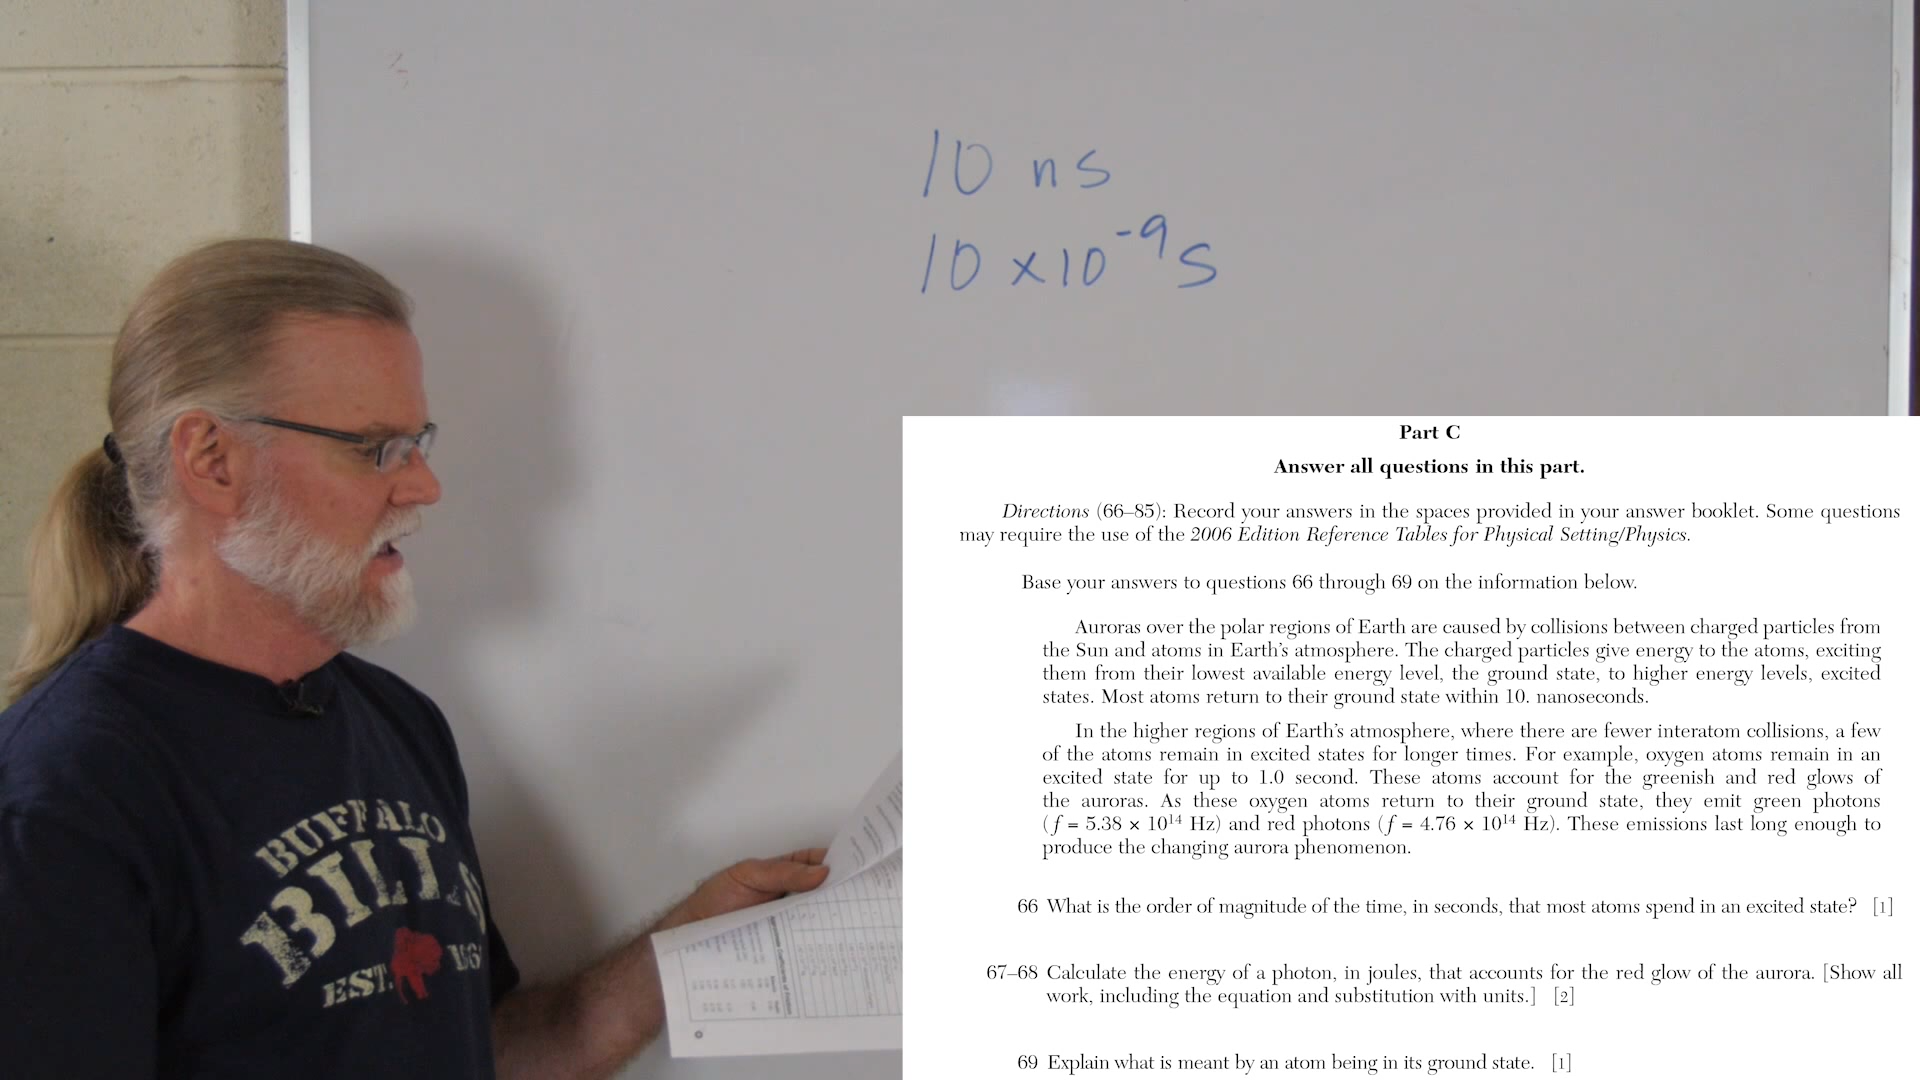 10 ns
10 x 10⁻⁹ s
BUFFALO
BILLS
EST.
Part C
Answer all questions in this part.
Directions (66–85): Record your answers in the spaces provided in your answer booklet. Some questions
may require the use of the 2006 Edition Reference Tables for Physical Setting/Physics.
Base your answers to questions 66 through 69 on the information below.
Auroras over the polar regions of Earth are caused by collisions between charged particles from
the Sun and atoms in Earth's atmosphere. The charged particles give energy to the atoms, exciting
them from their lowest available energy level, the ground state, to higher energy levels, excited
states. Most atoms return to their ground state within 10. nanoseconds.
In the higher regions of Earth's atmosphere, where there are fewer interatom collisions, a few
of the atoms remain in excited states for longer times. For example, oxygen atoms remain in an
excited state for up to 1.0 second. These atoms account for the greenish and red glows of
the auroras. As these oxygen atoms return to their ground state, they emit green photons
(f = 5.38 × 10¹⁴ Hz) and red photons (f = 4.76 × 10¹⁴ Hz). These emissions last long enough to
produce the changing aurora phenomenon.
66 What is the order of magnitude of the time, in seconds, that most atoms spend in an excited state? [1]
67–68 Calculate the energy of a photon, in joules, that accounts for the red glow of the aurora. [Show all
work, including the equation and substitution with units.] [2]
69 Explain what is meant by an atom being in its ground state. [1]